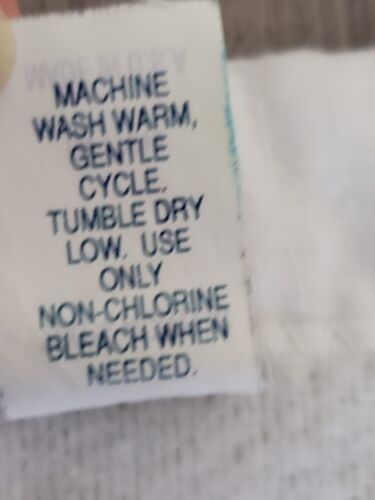 MACHINE
WASH WARM,
GENTLE
CYCLE.
TUMBLE DRY
LOW. USE
ONLY
NON-CHLORINE
BLEACH WHEN
NEEDED.